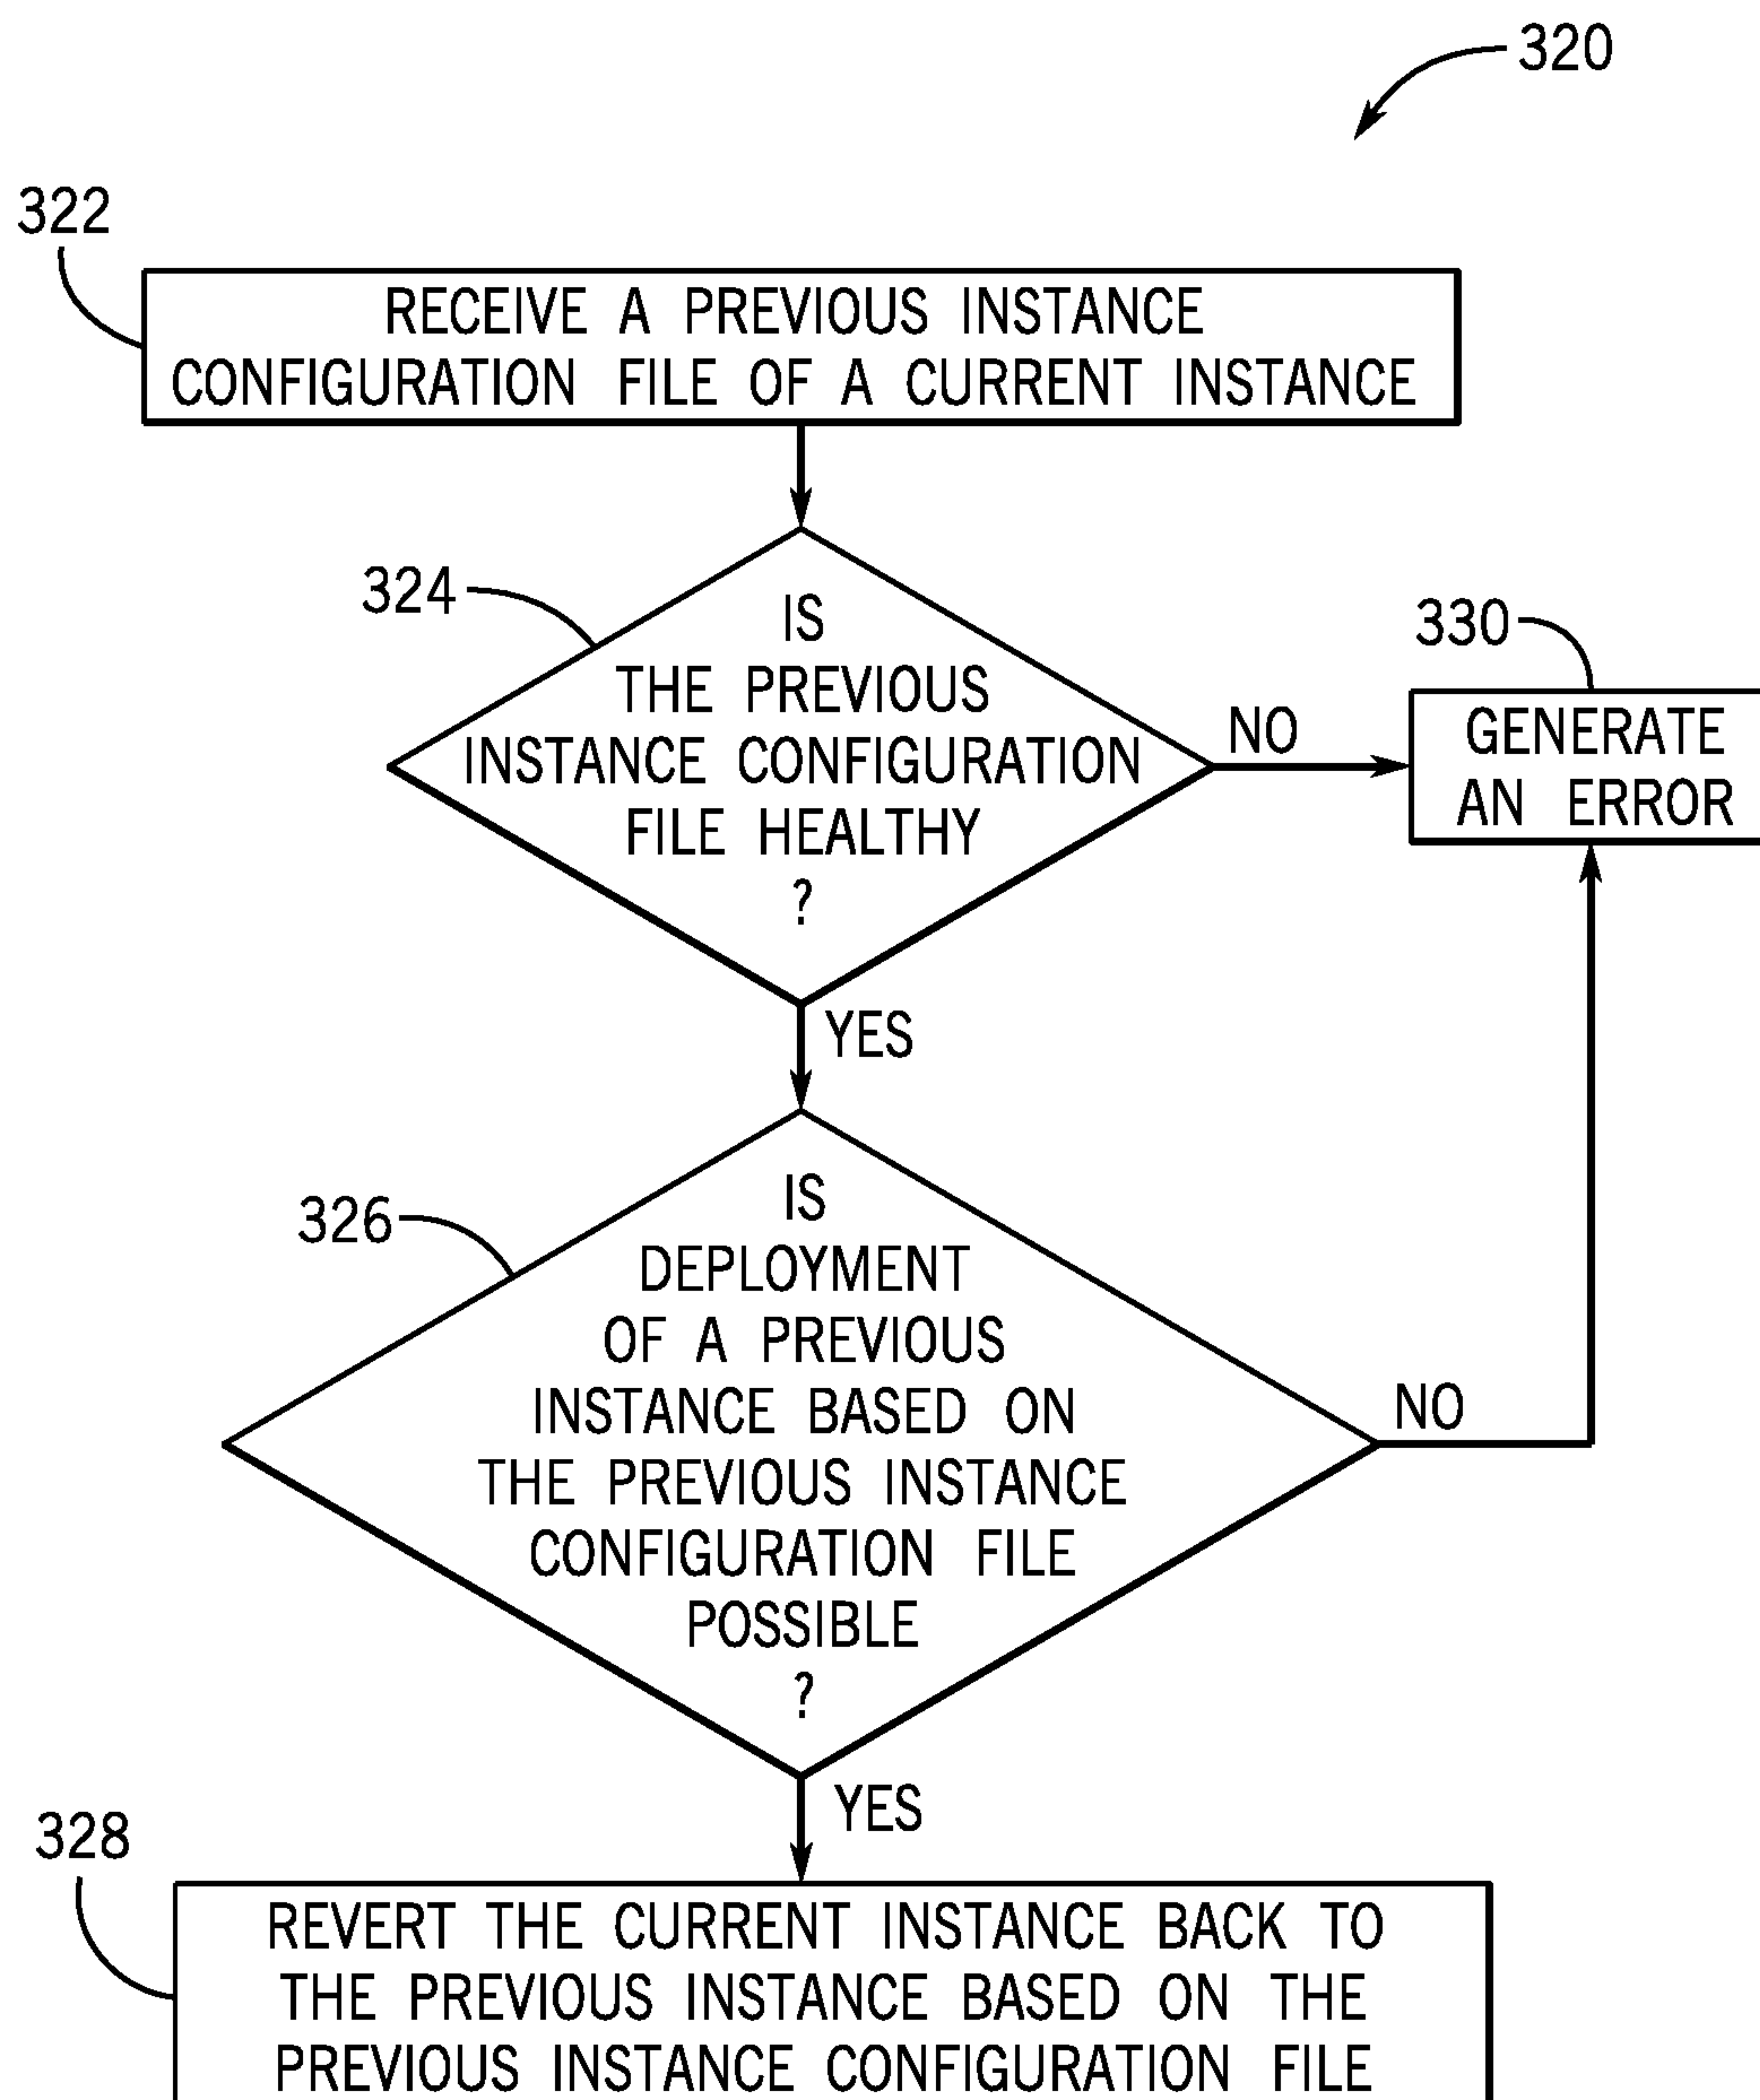 320
322
RECEIVE A PREVIOUS INSTANCE
CONFIGURATION FILE OF A CURRENT INSTANCE
324
IS
THE PREVIOUS
INSTANCE CONFIGURATION
FILE HEALTHY
?
NO
330
GENERATE
AN ERROR
YES
326
IS
DEPLOYMENT
OF A PREVIOUS
INSTANCE BASED ON
THE PREVIOUS INSTANCE
CONFIGURATION FILE
POSSIBLE
?
NO
YES
328
REVERT THE CURRENT INSTANCE BACK TO
THE PREVIOUS INSTANCE BASED ON THE
PREVIOUS INSTANCE CONFIGURATION FILE